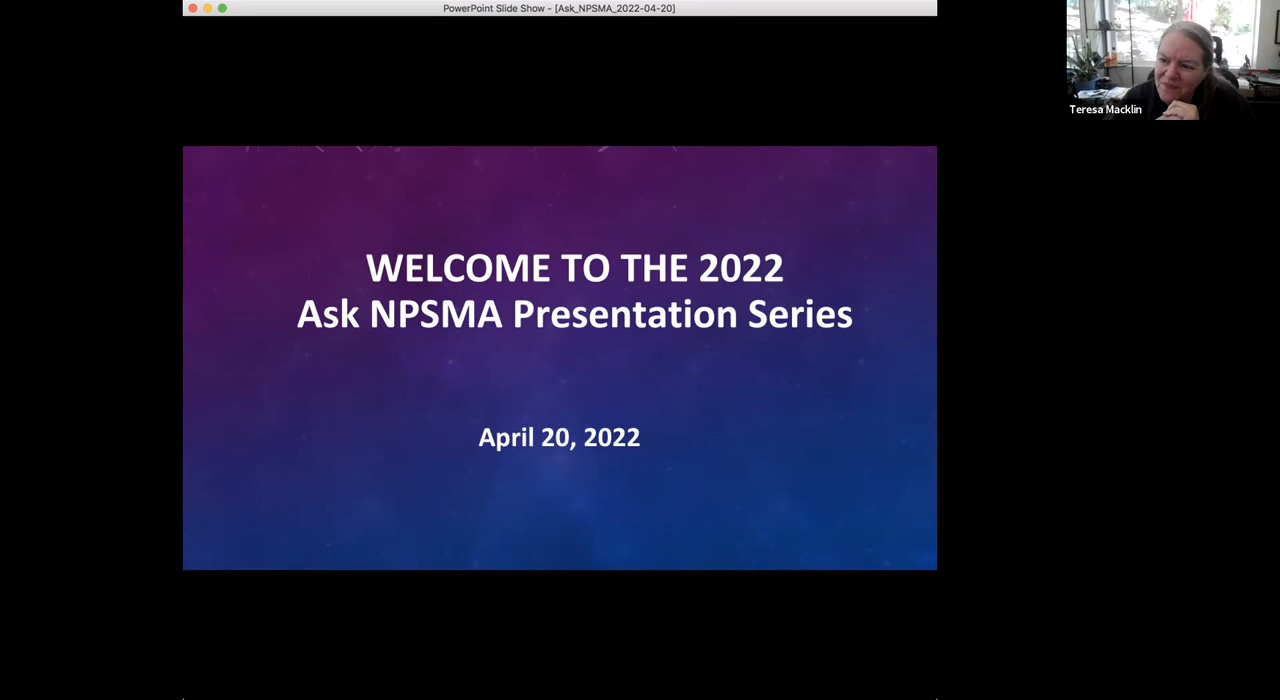 PowerPoint Slide Show - [Ask_NPSMA_2022-04-20]
Teresa Macklin
WELCOME TO THE 2022
Ask NPSMA Presentation Series
April 20, 2022